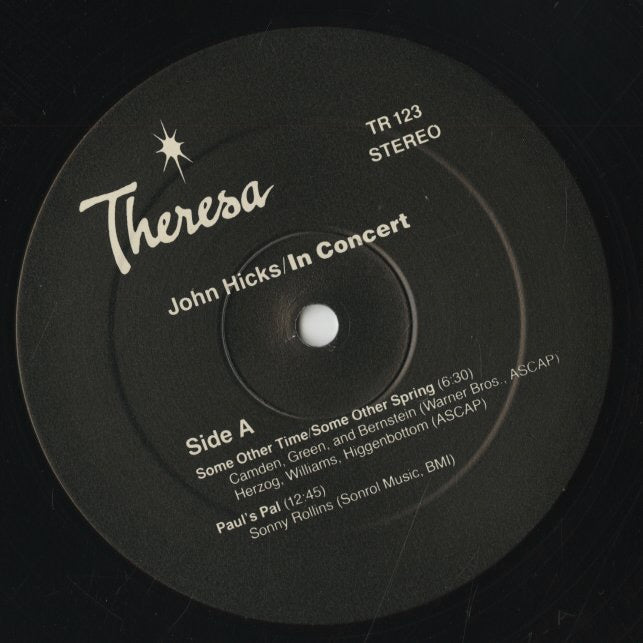 TR 123
STEREO
Theresa
John Hicks/In Concert
Side A
Some Other Time/Some Other Spring (6:30)
Camden, Green, and Bernstein (Warner Bros., ASCAP)
Herzog, Williams, Higgenbottom (ASCAP)
Paul's Pal (12:45)
Sonny Rollins (Sonrol Music, BMI)